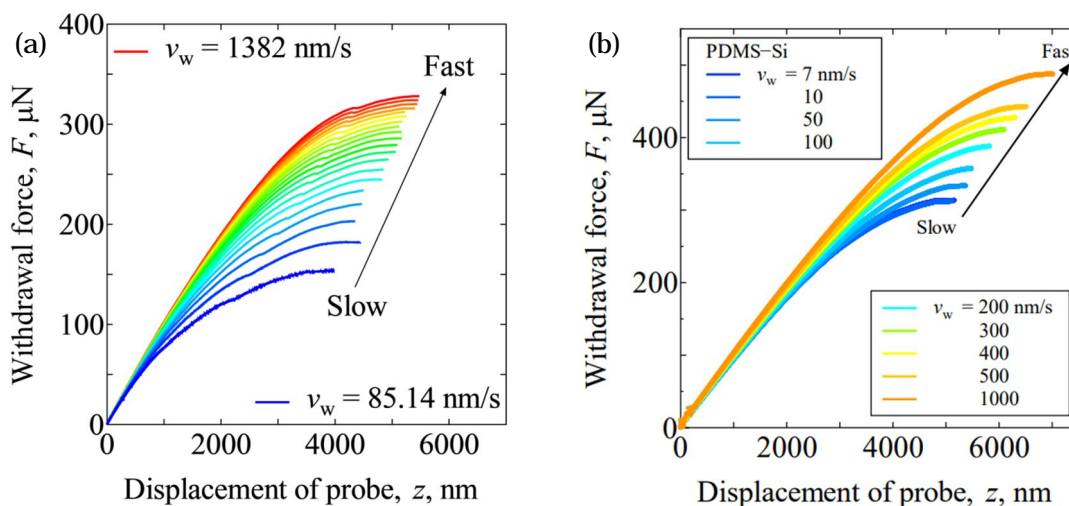 (a)
400
300
200
100
0
v_w = 1382 nm/s
Fast
Slow
v_w = 85.14 nm/s
0 2000 4000 6000
Withdrawal force, F, μN
Displacement of probe, z, nm
(b)
400
200
0
PDMS−Si
v_w = 7 nm/s
10
50
100
Fas
Slow
v_w = 200 nm/s
300
400
500
1000
0 2000 4000 6000
Withdrawal force, F, μN
Displacement of probe, z, nm